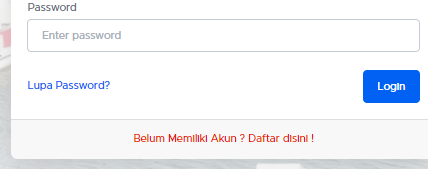 Password
Enter password
Lupa Password?
Login
Belum Memiliki Akun ? Daftar disini !